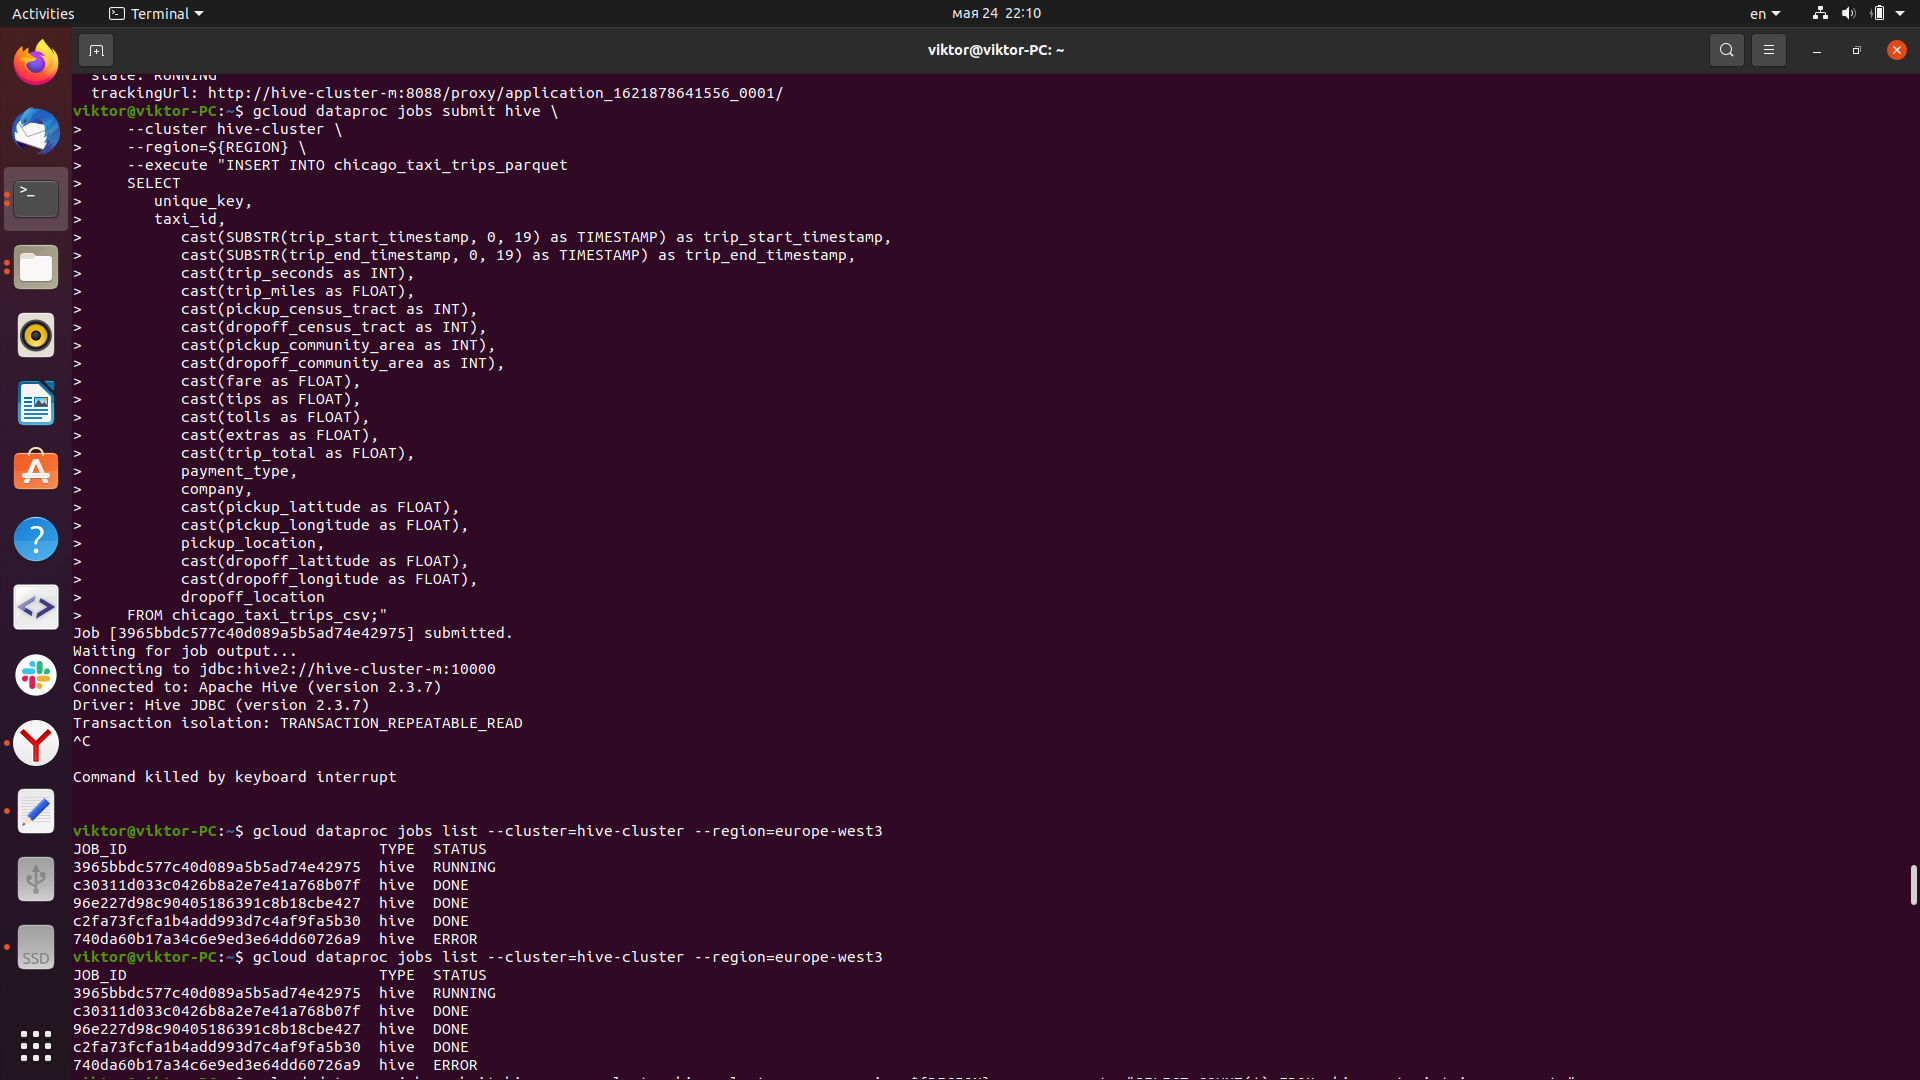 Activities
Terminal
мая 24 22:10
en
viktor@viktor-PC: ~
state: RUNNING
trackingUrl: http://hive-cluster-m:8088/proxy/application_1621878641556_0001/
viktor@viktor-PC:~$ gcloud dataproc jobs submit hive \
>     --cluster hive-cluster \
>     --region=${REGION} \
>     --execute "INSERT INTO chicago_taxi_trips_parquet
>     SELECT
>        unique_key,
>        taxi_id,
>           cast(SUBSTR(trip_start_timestamp, 0, 19) as TIMESTAMP) as trip_start_timestamp,
>           cast(SUBSTR(trip_end_timestamp, 0, 19) as TIMESTAMP) as trip_end_timestamp,
>           cast(trip_seconds as INT),
>           cast(trip_miles as FLOAT),
>           cast(pickup_census_tract as INT),
>           cast(dropoff_census_tract as INT),
>           cast(pickup_community_area as INT),
>           cast(dropoff_community_area as INT),
>           cast(fare as FLOAT),
>           cast(tips as FLOAT),
>           cast(tolls as FLOAT),
>           cast(extras as FLOAT),
>           cast(trip_total as FLOAT),
>           payment_type,
>           company,
>           cast(pickup_latitude as FLOAT),
>           cast(pickup_longitude as FLOAT),
>           pickup_location,
>           cast(dropoff_latitude as FLOAT),
>           cast(dropoff_longitude as FLOAT),
>           dropoff_location
>     FROM chicago_taxi_trips_csv;"
Job [3965bbdc577c40d089a5b5ad74e42975] submitted.
Waiting for job output...
Connecting to jdbc:hive2://hive-cluster-m:10000
Connected to: Apache Hive (version 2.3.7)
Driver: Hive JDBC (version 2.3.7)
Transaction isolation: TRANSACTION_REPEATABLE_READ
^C
Command killed by keyboard interrupt
viktor@viktor-PC:~$ gcloud dataproc jobs list --cluster=hive-cluster --region=europe-west3
JOB_ID                            TYPE  STATUS
3965bbdc577c40d089a5b5ad74e42975  hive  RUNNING
c30311d033c0426b8a2e7e41a768b07f  hive  DONE
96e227d98c90405186391c8b18cbe427  hive  DONE
c2fa73fcfa1b4add993d7c4af9fa5b30  hive  DONE
740da60b17a34c6e9ed3e64dd60726a9  hive  ERROR
viktor@viktor-PC:~$ gcloud dataproc jobs list --cluster=hive-cluster --region=europe-west3
JOB_ID                            TYPE  STATUS
3965bbdc577c40d089a5b5ad74e42975  hive  RUNNING
c30311d033c0426b8a2e7e41a768b07f  hive  DONE
96e227d98c90405186391c8b18cbe427  hive  DONE
c2fa73fcfa1b4add993d7c4af9fa5b30  hive  DONE
740da60b17a34c6e9ed3e64dd60726a9  hive  ERROR
SSD